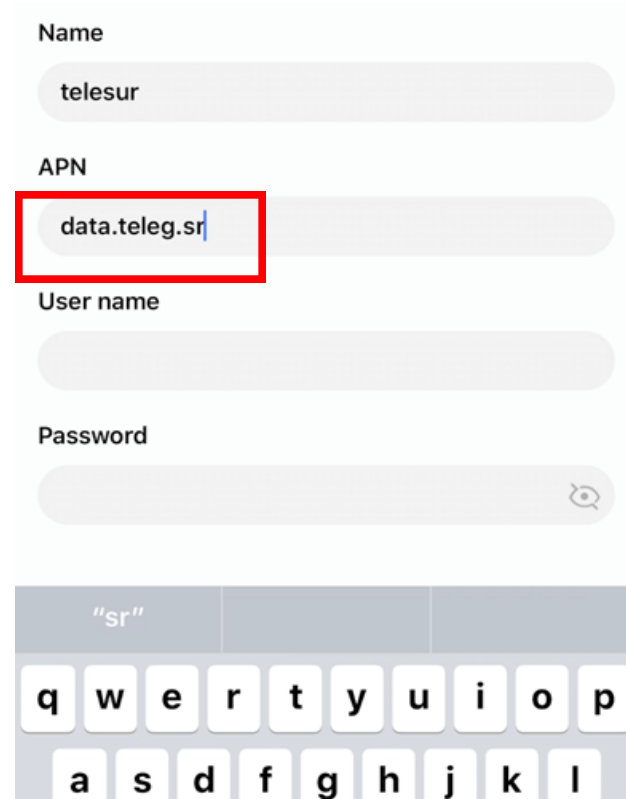 Name
telesur
APN
data.teleg.sr
User name
Password
“sr”
q w e r t y u i o p
a s d f g h j k l